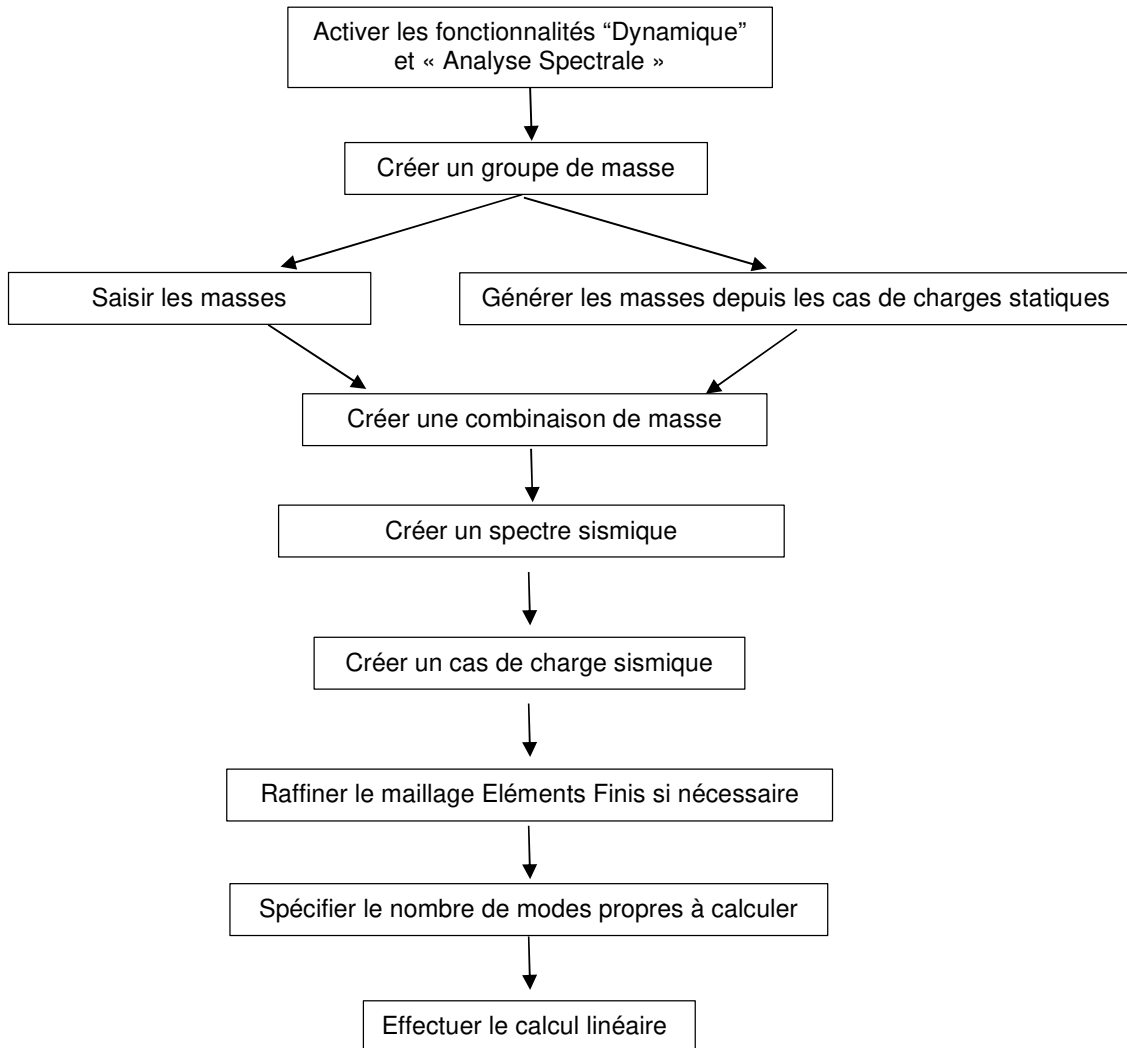 Activer les fonctionnalités “Dynamique”
et « Analyse Spectrale »
Créer un groupe de masse
Saisir les masses
Générer les masses depuis les cas de charges statiques
Créer une combinaison de masse
Créer un spectre sismique
Créer un cas de charge sismique
Raffiner le maillage Eléments Finis si nécessaire
Spécifier le nombre de modes propres à calculer
Effectuer le calcul linéaire